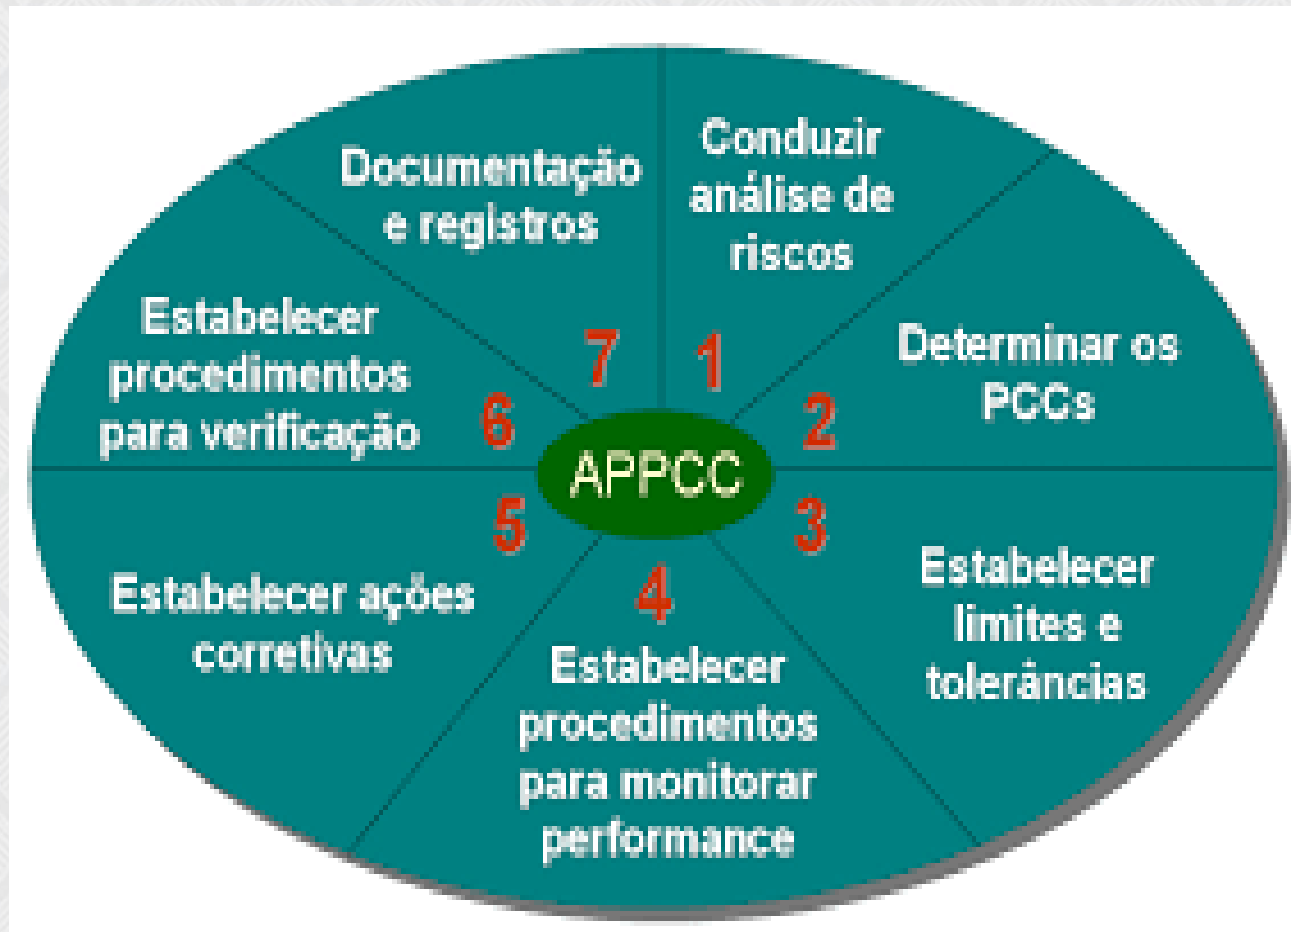 Conduzir
análise de
riscos
1
Determinar os
PCCs
2
3
Estabelecer
limites e
tolerâncias
4
Estabelecer
procedimentos
para monitorar
performance
5
Estabelecer ações
corretivas
Estabelecer
procedimentos
para verificação
6
Documentação
e registros
7
APPCC